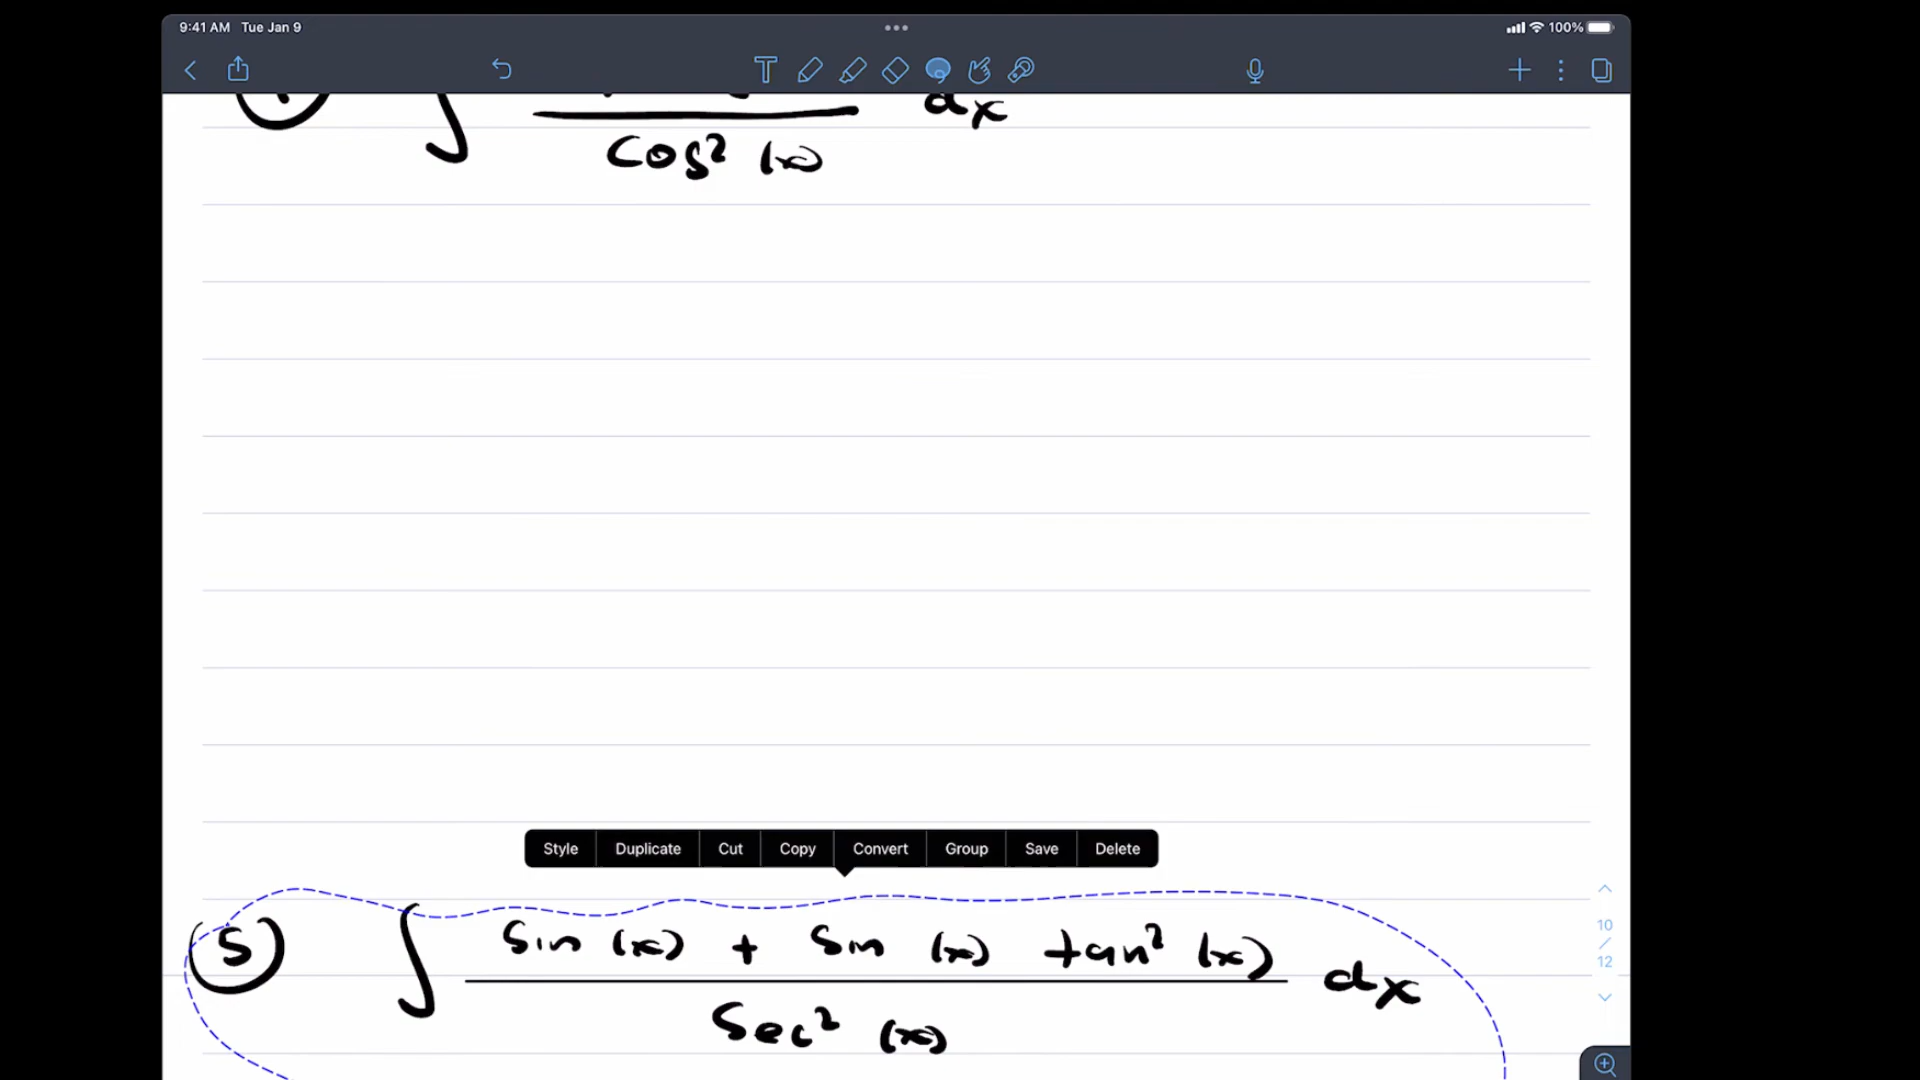 9:41 AM Tue Jan 9
100%
∫ dx
cos² (x)
Style Duplicate Cut Copy Convert Group Save Delete
5 ∫ sin (x) + sin (x) tan² (x) dx
sec² (x)
10
/
12